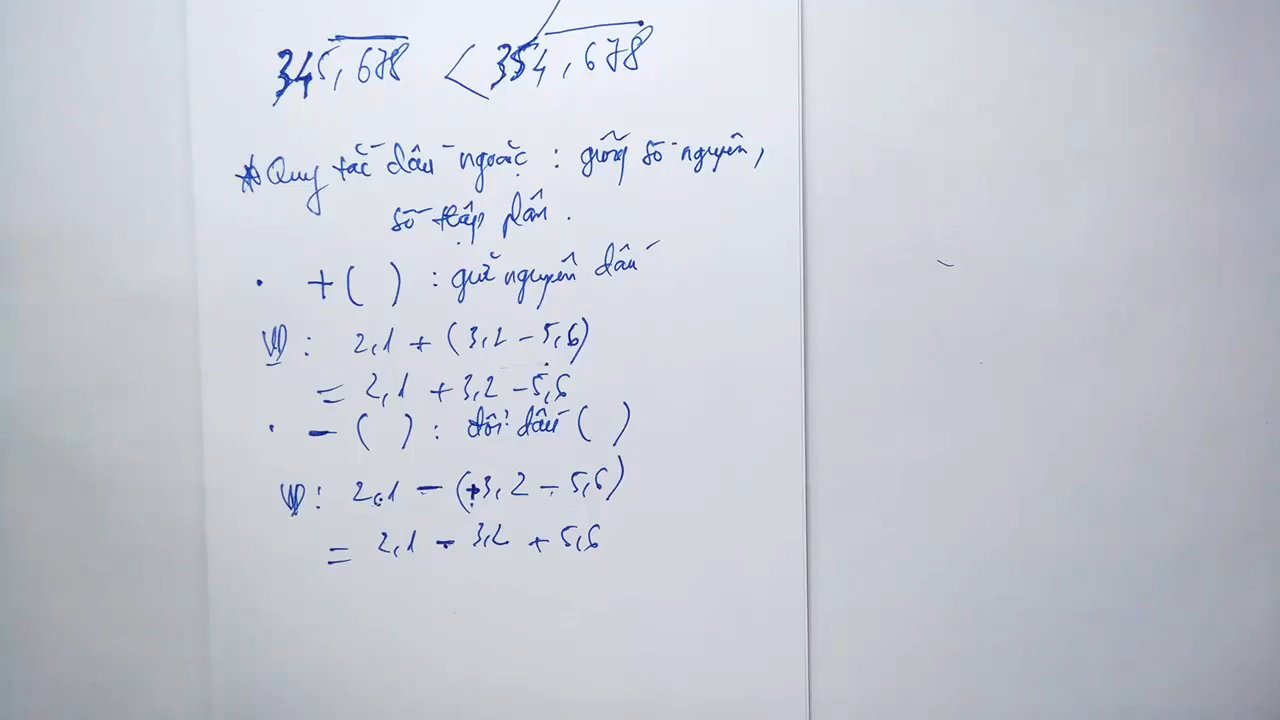 345,678 < 354,678
* Quy tắc dấu ngoặc : giống số nguyên,
số thập phân .
• + ( ) : giữ nguyên dấu
VD : 2,1 + (3,2 - 5,6)
= 2,1 + 3,2 - 5,6
• - ( ) : đổi dấu ( )
VD : 2,1 - (+3,2 - 5,6)
= 2,1 - 3,2 + 5,6